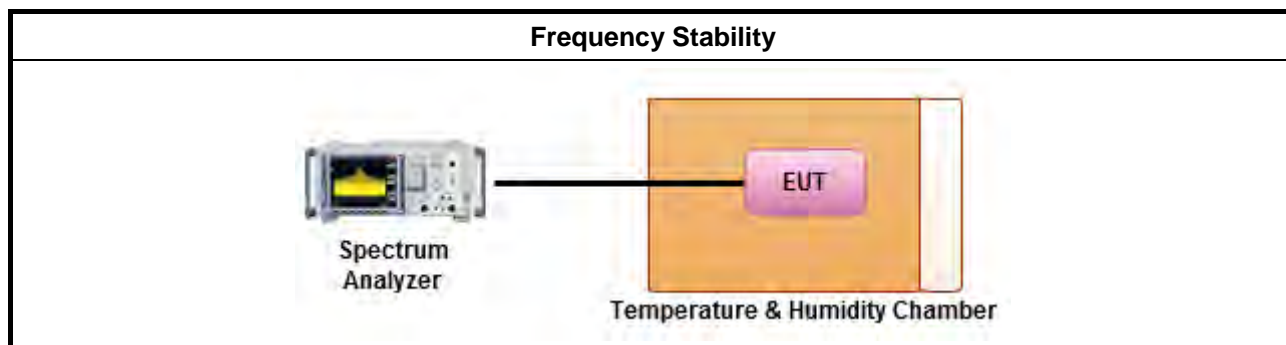 Frequency Stability
EUT
Spectrum
Analyzer
Temperature & Humidity Chamber